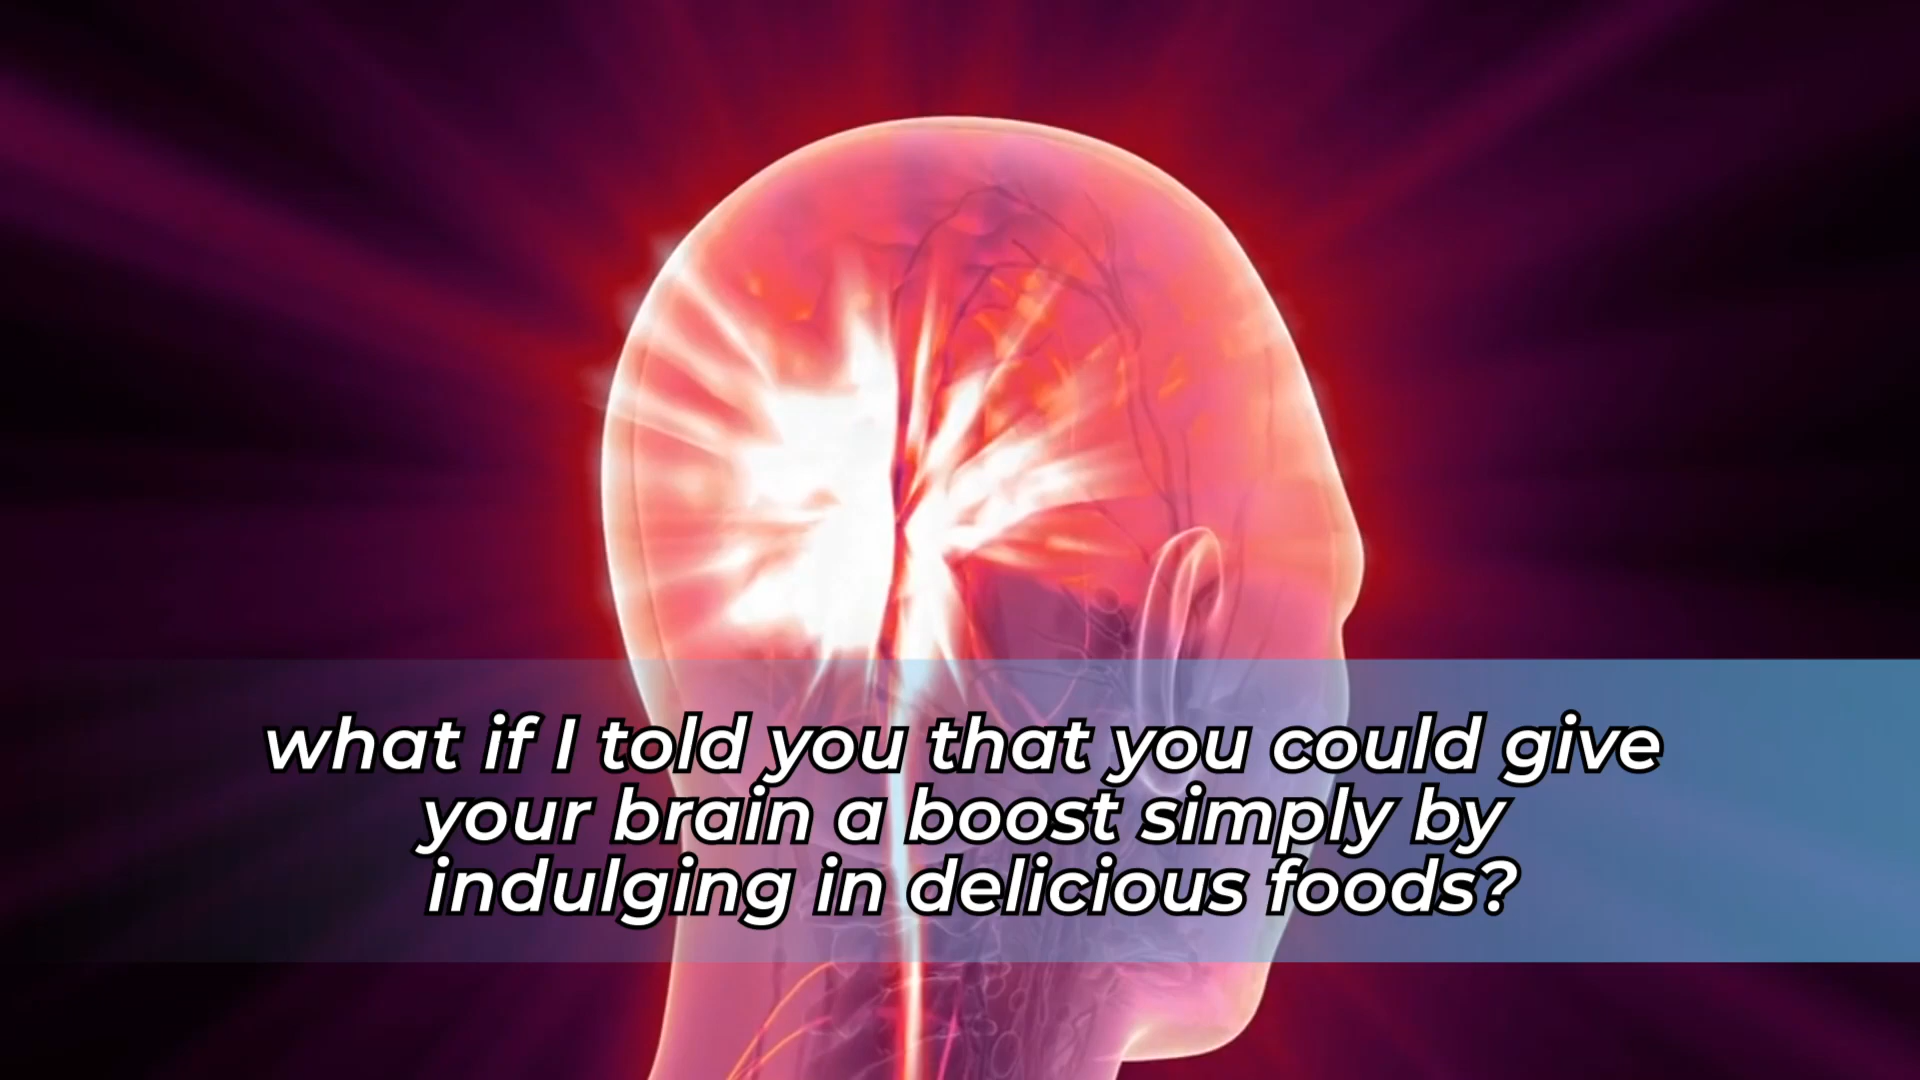 what if I told you that you could give
your brain a boost simply by
indulging in delicious foods?